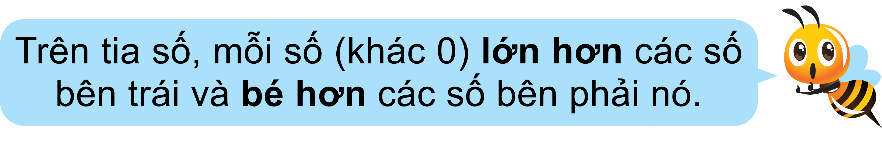 Trên tia số, mỗi số (khác 0) lớn hơn các số
bên trái và bé hơn các số bên phải nó.